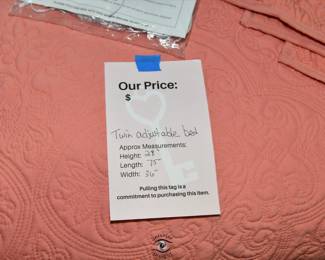 Our Price:
$
Twin adjustable bed
Approx Measurements:
Height: 28"
Length: 75"
Width: 36"
Pulling this tag is a
commitment
to purchasing this item.